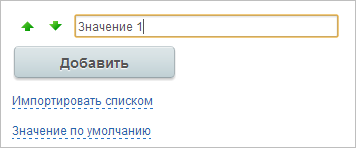 Значение 1
Добавить
Импортировать списком
Значение по умолчанию